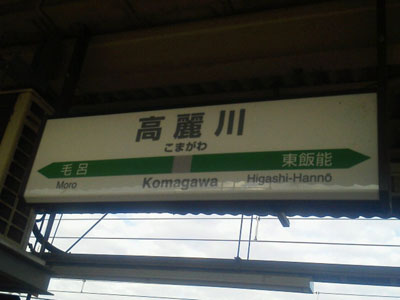 高麗川
こまがわ
毛呂
東飯能
Moro
Komagawa
Higashi-Hannō